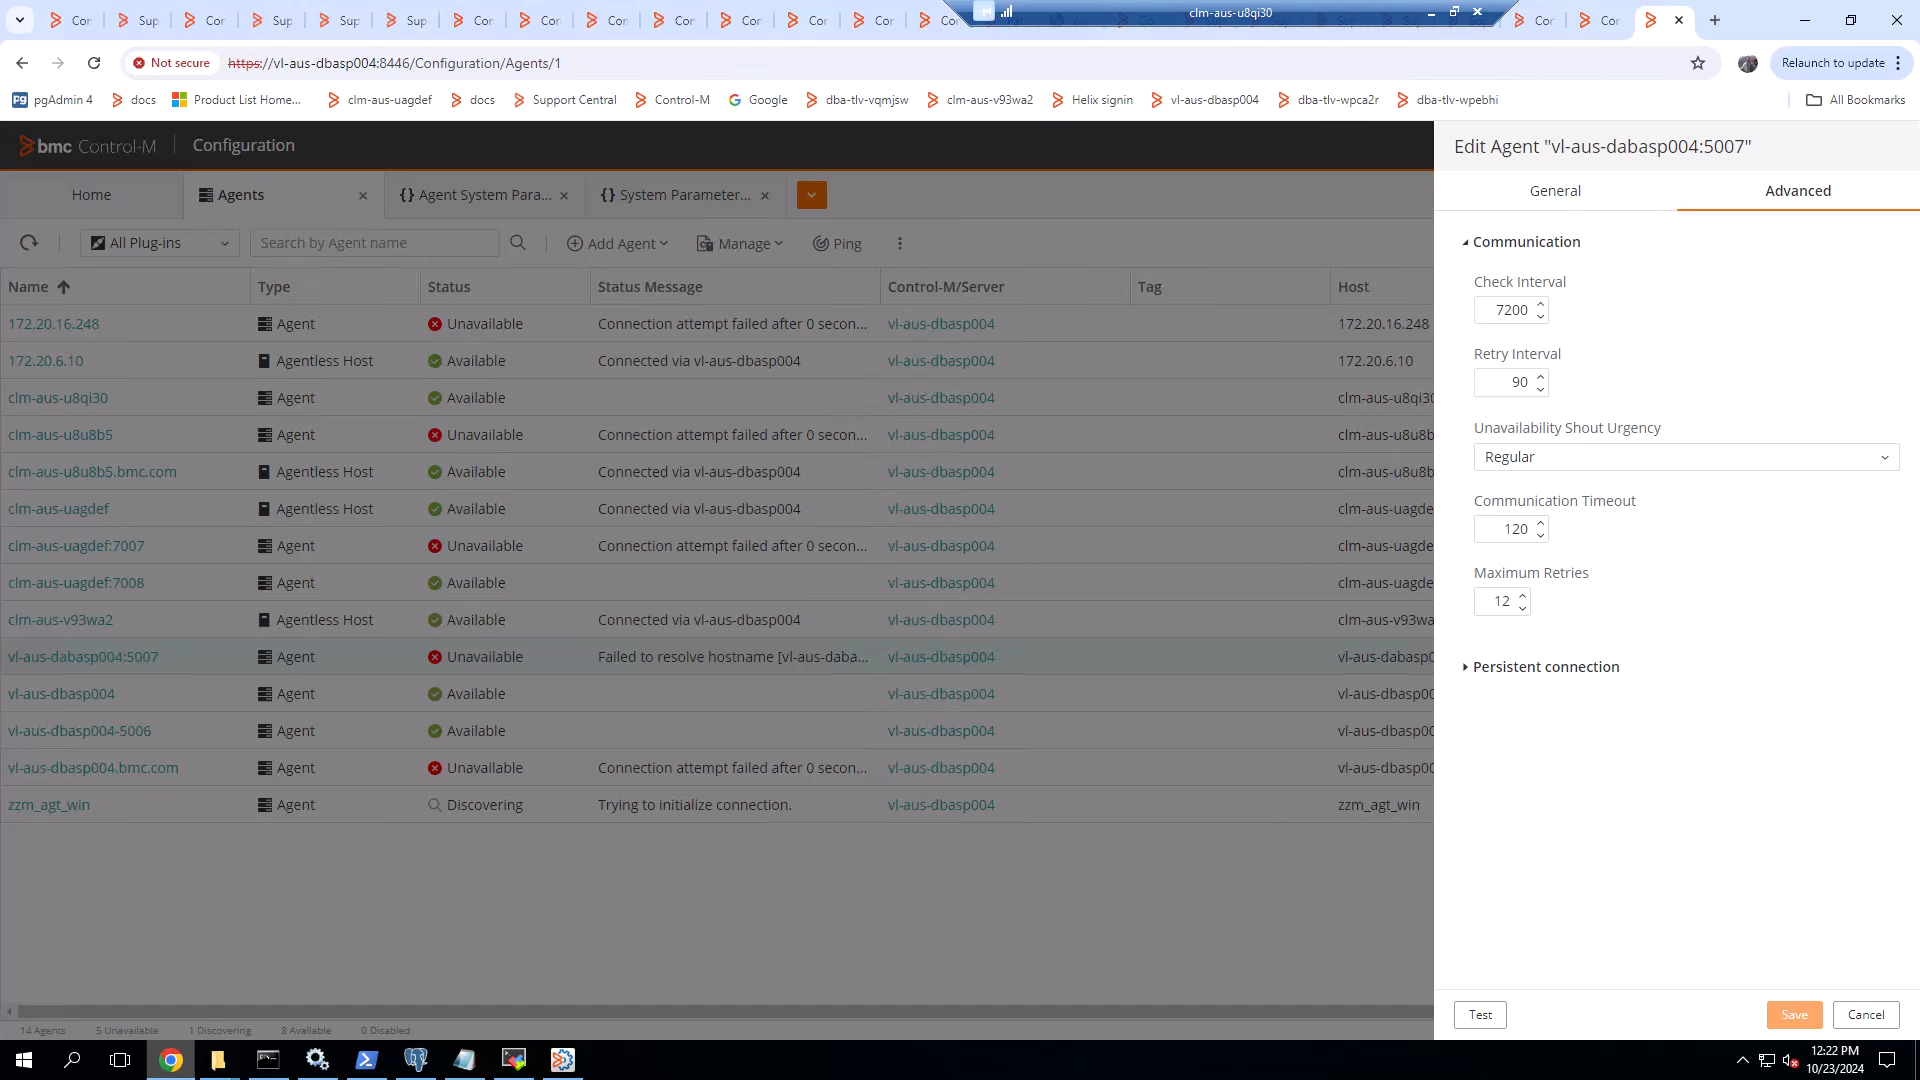 Cor
Sup
Cor
Sup
Sup
Sup
Cor
Cor
Cor
Cor
Cor
Cor
Cor
Co
clm-aus-u8qi30
Cor
Cor
Not secure
https://vl-aus-dbasp004:8446/Configuration/Agents/1
Relaunch to update
pgAdmin 4
docs
Product List Home...
clm-aus-uagdef
docs
Support Central
Control-M
Google
dba-tlv-vqmjsw
clm-aus-v93wa2
Helix signin
vl-aus-dbasp004
dba-tlv-wpca2r
dba-tlv-wpebhi
All Bookmarks
bmc Control-M
Configuration
Home
Agents
{} Agent System Para...
{} System Parameter...
All Plug-ins
Search by Agent name
Add Agent
Manage
Ping
Name Type Status Status Message Control-M/Server Tag Host
172.20.16.248 Agent Unavailable Connection attempt failed after 0 secon... vl-aus-dbasp004 172.20.16.248
172.20.6.10 Agentless Host Available Connected via vl-aus-dbasp004 vl-aus-dbasp004 172.20.6.10
clm-aus-u8qi30 Agent Available vl-aus-dbasp004 clm-aus-u8qi30
clm-aus-u8u8b5 Agent Unavailable Connection attempt failed after 0 secon... vl-aus-dbasp004 clm-aus-u8u8b
clm-aus-u8u8b5.bmc.com Agentless Host Available Connected via vl-aus-dbasp004 vl-aus-dbasp004 clm-aus-u8u8b
clm-aus-uagdef Agentless Host Available Connected via vl-aus-dbasp004 vl-aus-dbasp004 clm-aus-uagde
clm-aus-uagdef:7007 Agent Unavailable Connection attempt failed after 0 secon... vl-aus-dbasp004 clm-aus-uagde
clm-aus-uagdef:7008 Agent Available vl-aus-dbasp004 clm-aus-uagde
clm-aus-v93wa2 Agentless Host Available Connected via vl-aus-dbasp004 vl-aus-dbasp004 clm-aus-v93wa
vl-aus-dabasp004:5007 Agent Unavailable Failed to resolve hostname [vl-aus-daba... vl-aus-dbasp004 vl-aus-dabasp0
vl-aus-dbasp004 Agent Available vl-aus-dbasp004 vl-aus-dbasp00
vl-aus-dbasp004-5006 Agent Available vl-aus-dbasp004 vl-aus-dbasp00
vl-aus-dbasp004.bmc.com Agent Unavailable Connection attempt failed after 0 secon... vl-aus-dbasp004 vl-aus-dbasp00
zzm_agt_win Agent Discovering Trying to initialize connection. vl-aus-dbasp004 zzm_agt_win
14 Agents 5 Unavailable 1 Discovering 8 Available 0 Disabled
Edit Agent "vl-aus-dabasp004:5007"
General
Advanced
Communication
Check Interval
7200
Retry Interval
90
Unavailability Shout Urgency
Regular
Communication Timeout
120
Maximum Retries
12
Persistent connection
Test
Save
Cancel
12:22 PM
10/23/2024